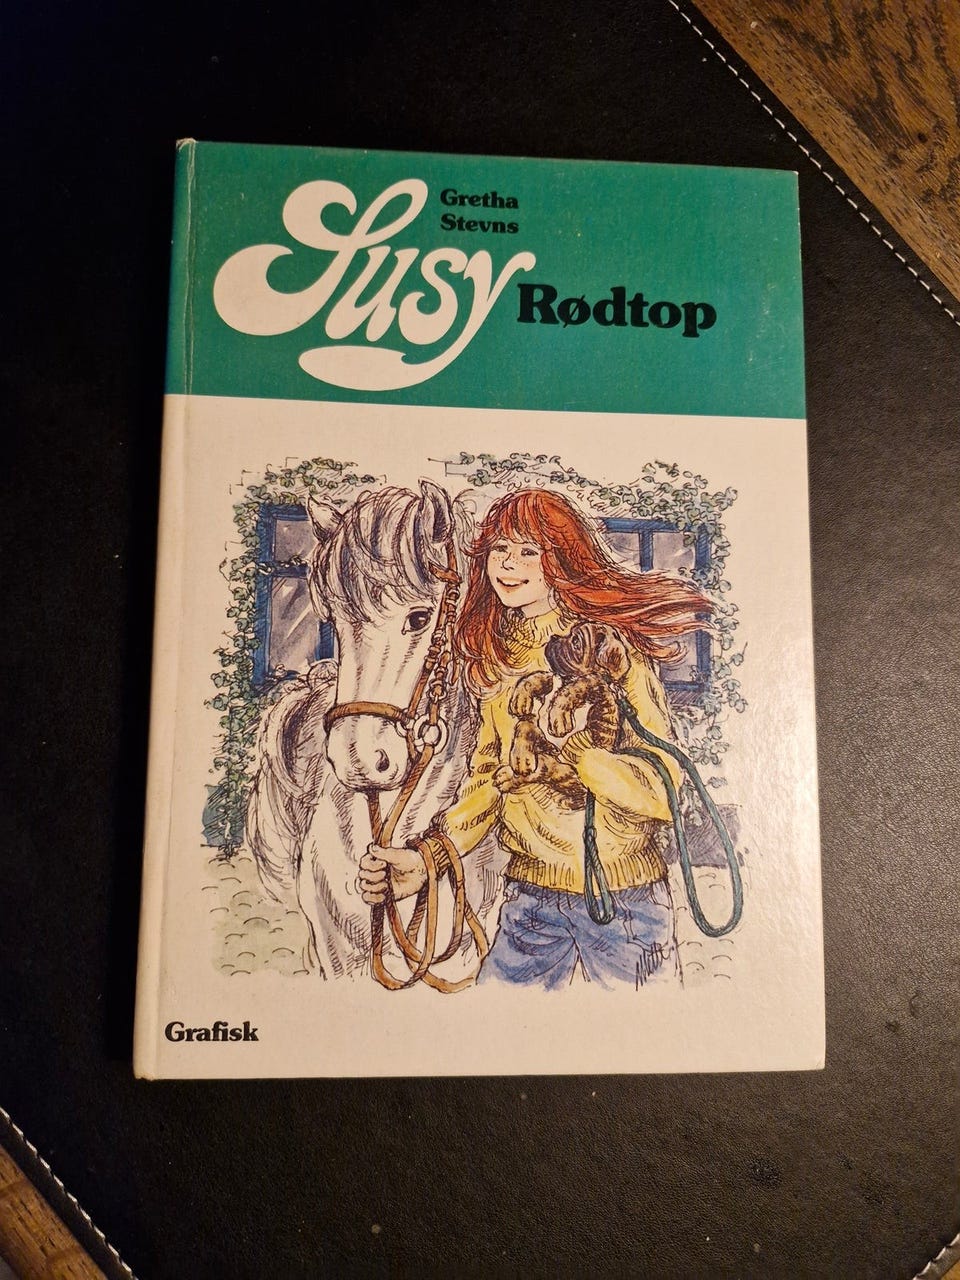 Gretha
Stevns
Susy
Rødtop
Grafisk